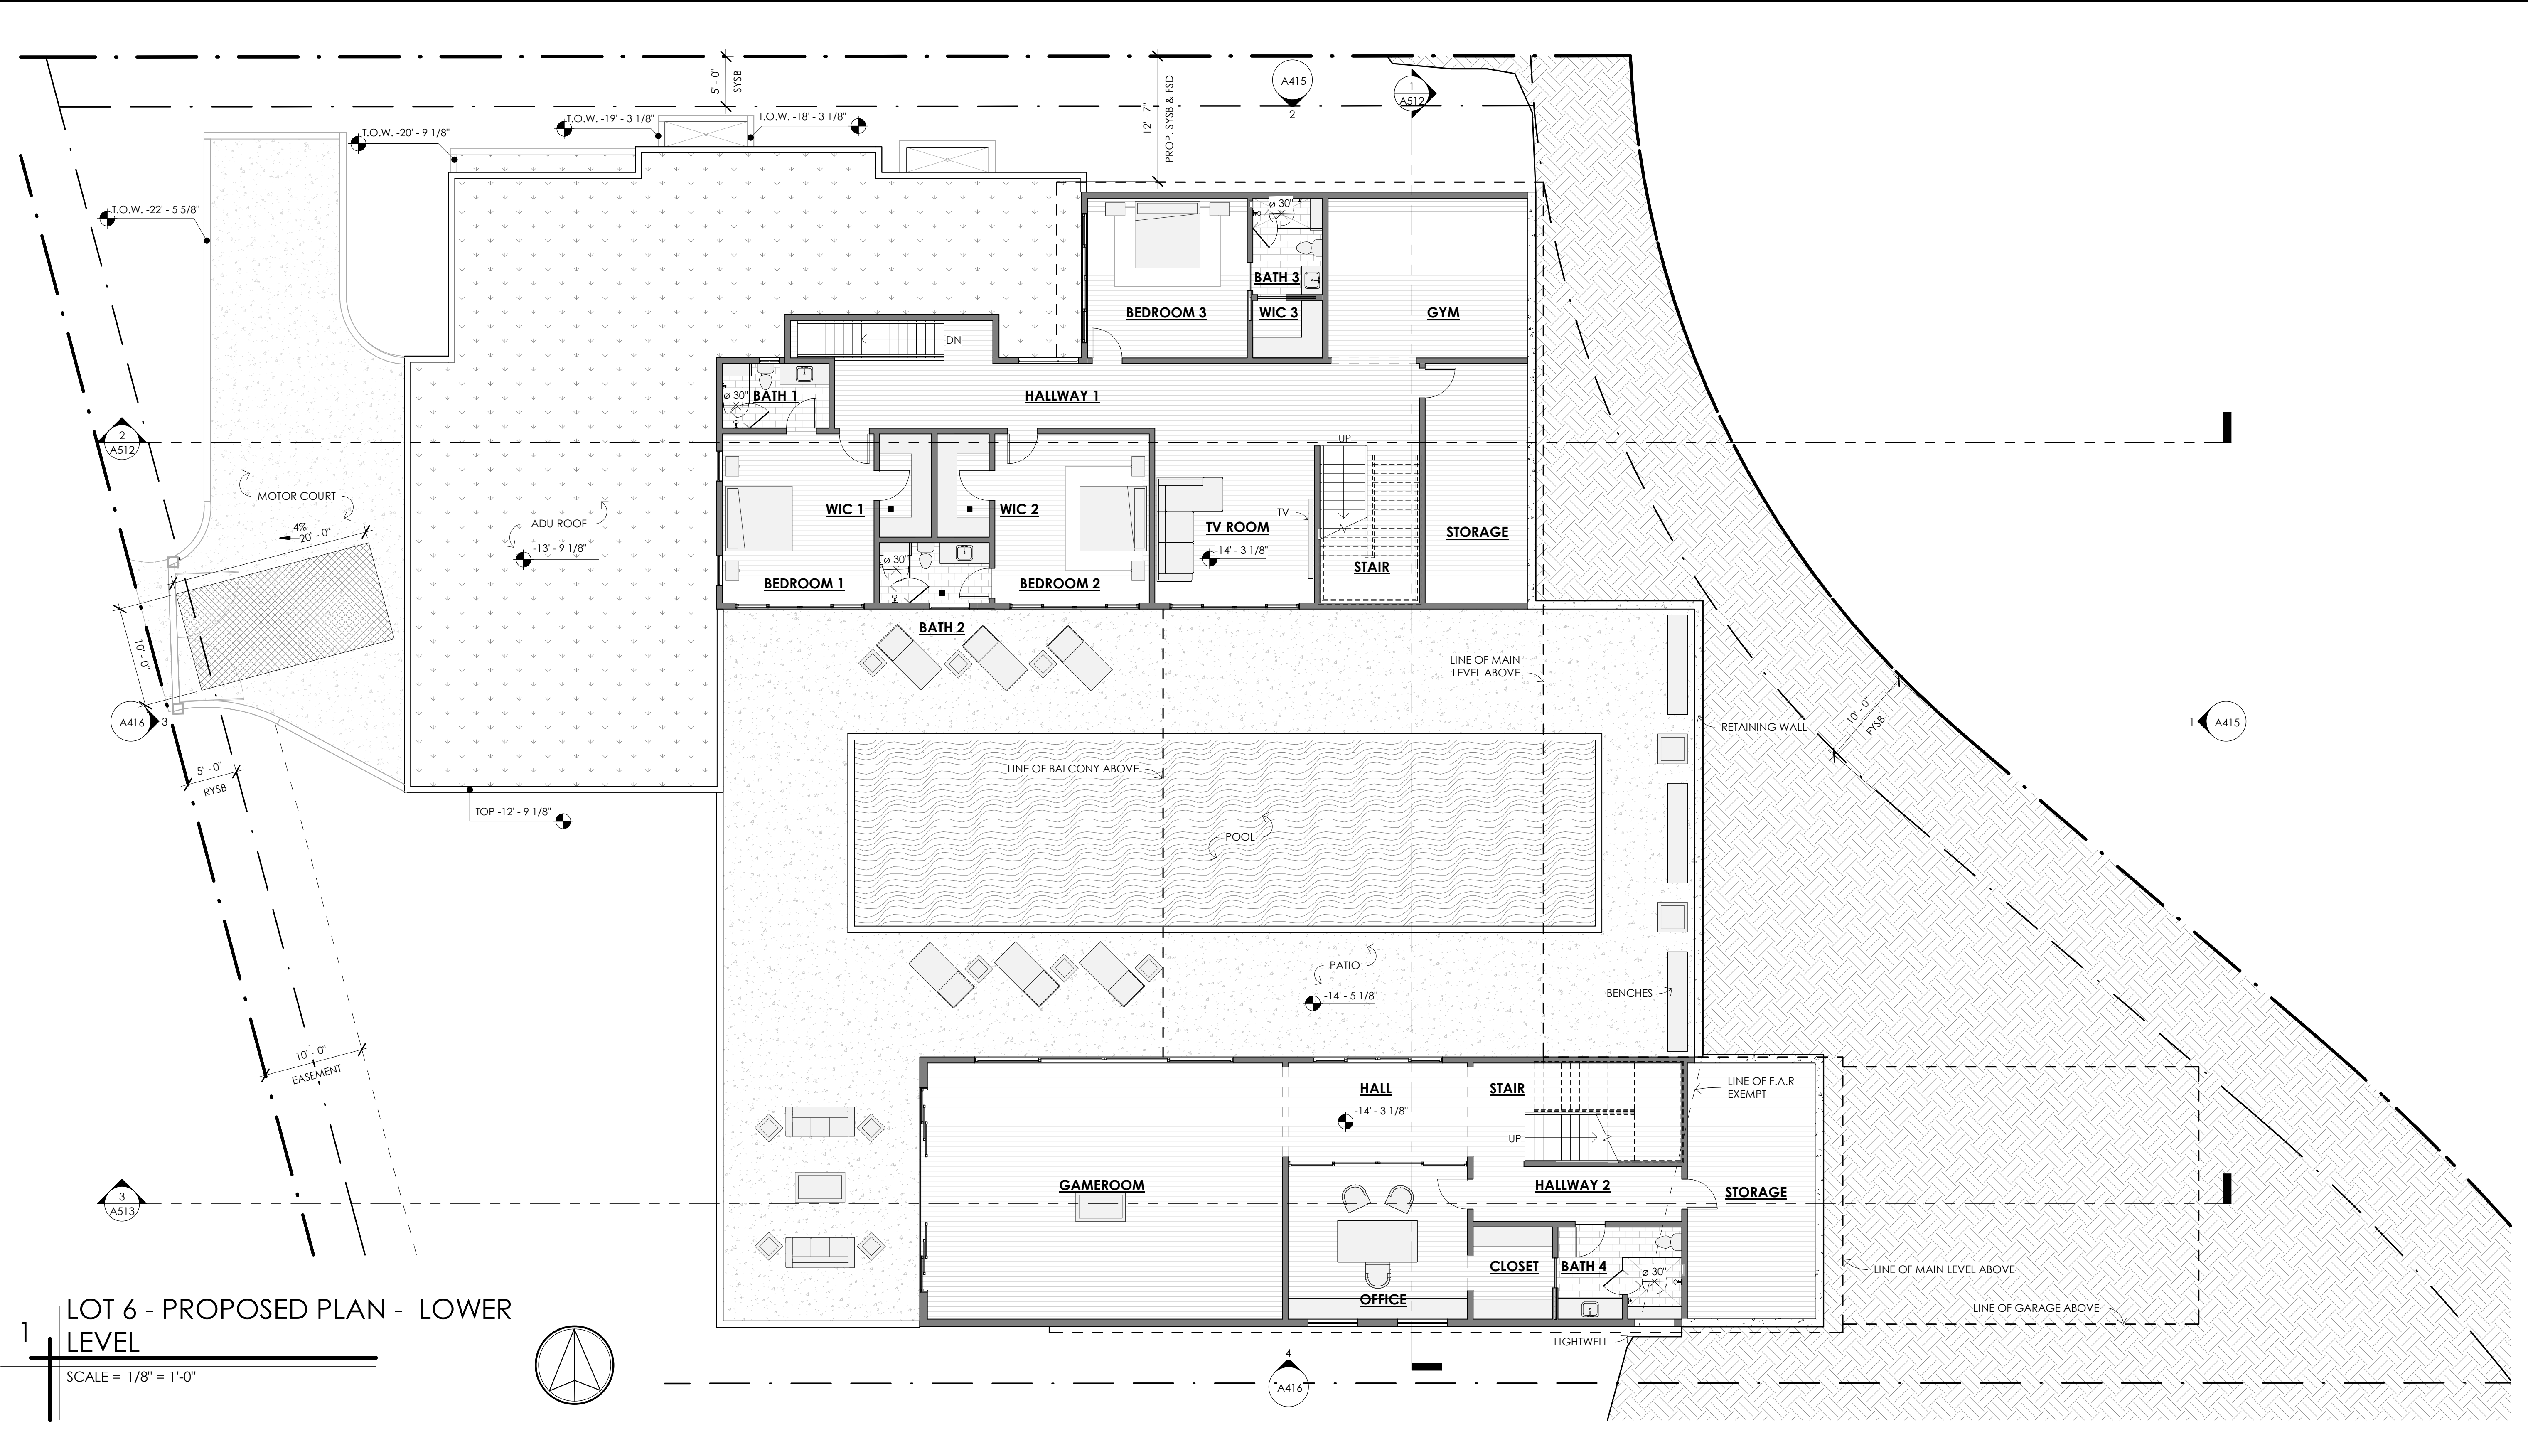 5' - 0"
SYSB
12' - 7"
PROP. SYSB & FSD
A415
2
1
A512
T.O.W. -19' - 3 1/8"
T.O.W. -18' - 3 1/8"
T.O.W. -20' - 9 1/8"
T.O.W. -22' - 5 5/8"
ø 30"
BATH 3
BEDROOM 3
WIC 3
GYM
DN
ø 30"
BATH 1
HALLWAY 1
2
A512
UP
MOTOR COURT
4%
20' - 0"
ADU ROOF
-13' - 9 1/8"
WIC 1
WIC 2
TV
TV ROOM
-14' - 3 1/8"
STORAGE
STAIR
ø 30"
BEDROOM 1
BEDROOM 2
BATH 2
10' - 0"
LINE OF MAIN
LEVEL ABOVE
A416
3
RETAINING WALL
10' - 0"
FYSB
1
A415
5' - 0"
RYSB
LINE OF BALCONY ABOVE
TOP -12' - 9 1/8"
POOL
PATIO
-14' - 5 1/8"
BENCHES
10' - 0"
EASEMENT
HALL
STAIR
LINE OF F.A.R
EXEMPT
-14' - 3 1/8"
UP
GAMEROOM
HALLWAY 2
STORAGE
3
A513
CLOSET
BATH 4
ø 30"
OFFICE
LINE OF MAIN LEVEL ABOVE
LINE OF GARAGE ABOVE
LIGHTWELL
4
A416
1
LOT 6 - PROPOSED PLAN - LOWER
LEVEL
SCALE = 1/8" = 1'-0"